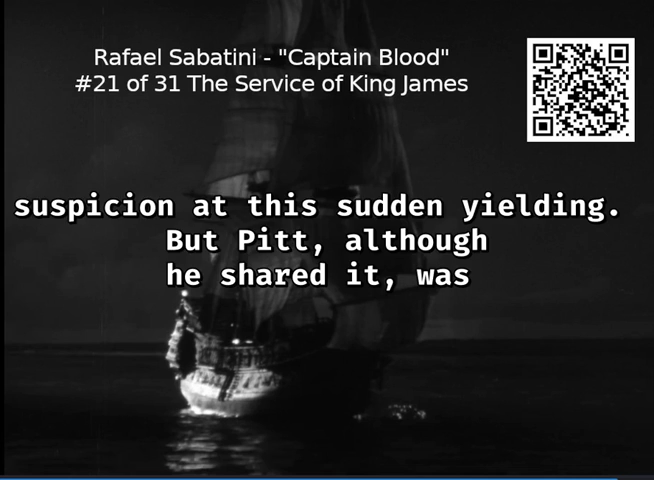 Rafael Sabatini - "Captain Blood"
#21 of 31 The Service of King James
suspicion at this sudden yielding.
But Pitt, although
he shared it, was